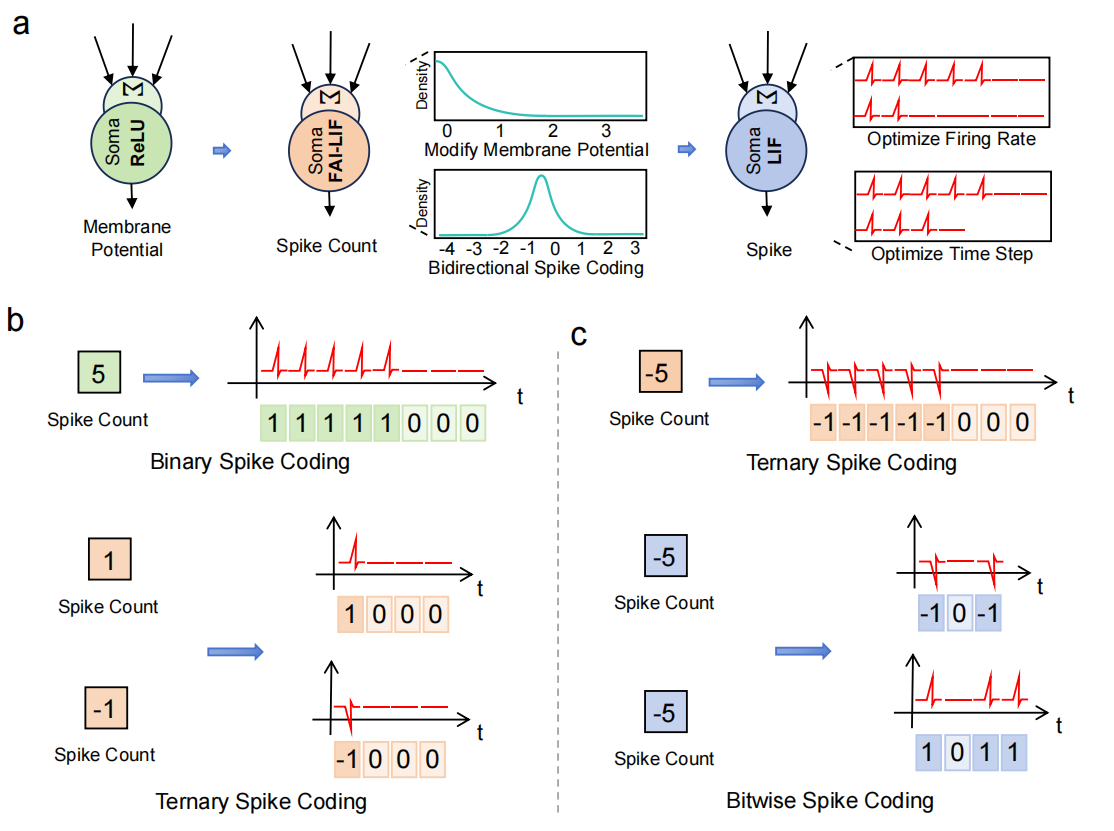 a
Σ
Soma
ReLU
Membrane
Potential
Σ
Soma
FAI-LIF
Spike Count
Density
0 1 2 3
Modify Membrane Potential
Density
-4 -3 -2 -1 0 1 2 3
Bidirectional Spike Coding
Σ
Soma
LIF
Spike
Optimize Firing Rate
Optimize Time Step
b
5
Spike Count
t
1 1 1 1 1 0 0 0
Binary Spike Coding
1
Spike Count
t
1 0 0 0
-1
Spike Count
t
-1 0 0 0
Ternary Spike Coding
c
-5
Spike Count
t
-1 -1 -1 -1 -1 0 0 0
Ternary Spike Coding
-5
Spike Count
t
-1 0 -1
-5
Spike Count
t
1 0 1 1
Bitwise Spike Coding